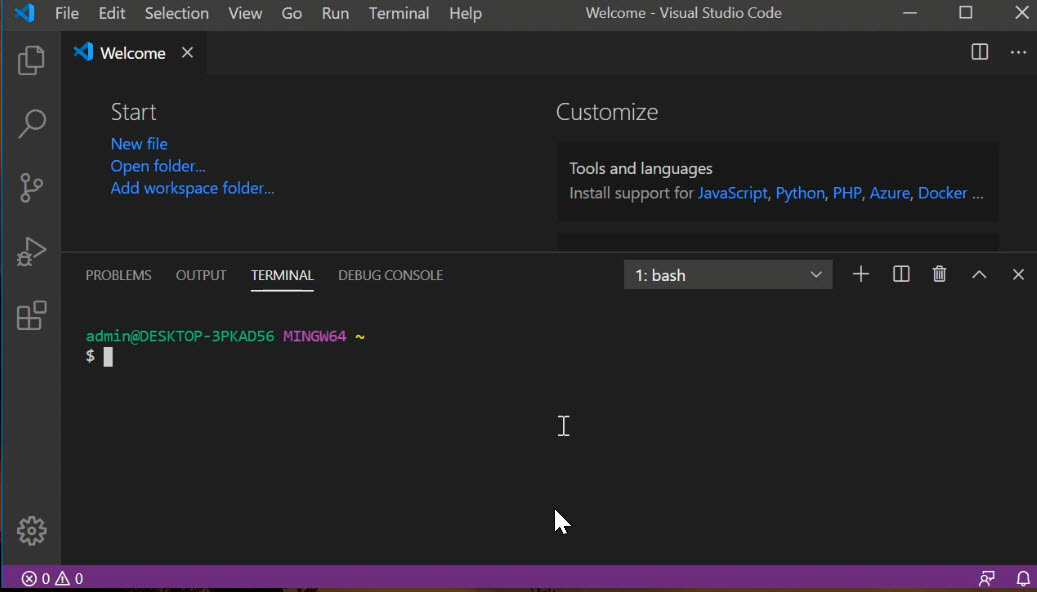 File Edit Selection View Go Run Terminal Help Welcome - Visual Studio Code
Welcome
Start
New file
Open folder...
Add workspace folder...
Customize
Tools and languages
Install support for JavaScript, Python, PHP, Azure, Docker ...
PROBLEMS OUTPUT TERMINAL DEBUG CONSOLE 1: bash
admin@DESKTOP-3PKAD56 MINGW64 ~
$
0 0